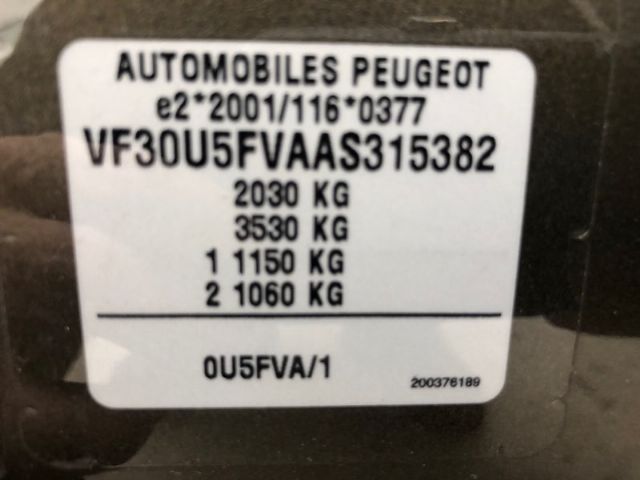 AUTOMOBILES PEUGEOT
e2*2001/116*0377
VF30U5FVAAS315382
2030 KG
3530 KG
1 1150 KG
2 1060 KG
0U5FVA/1
200376189